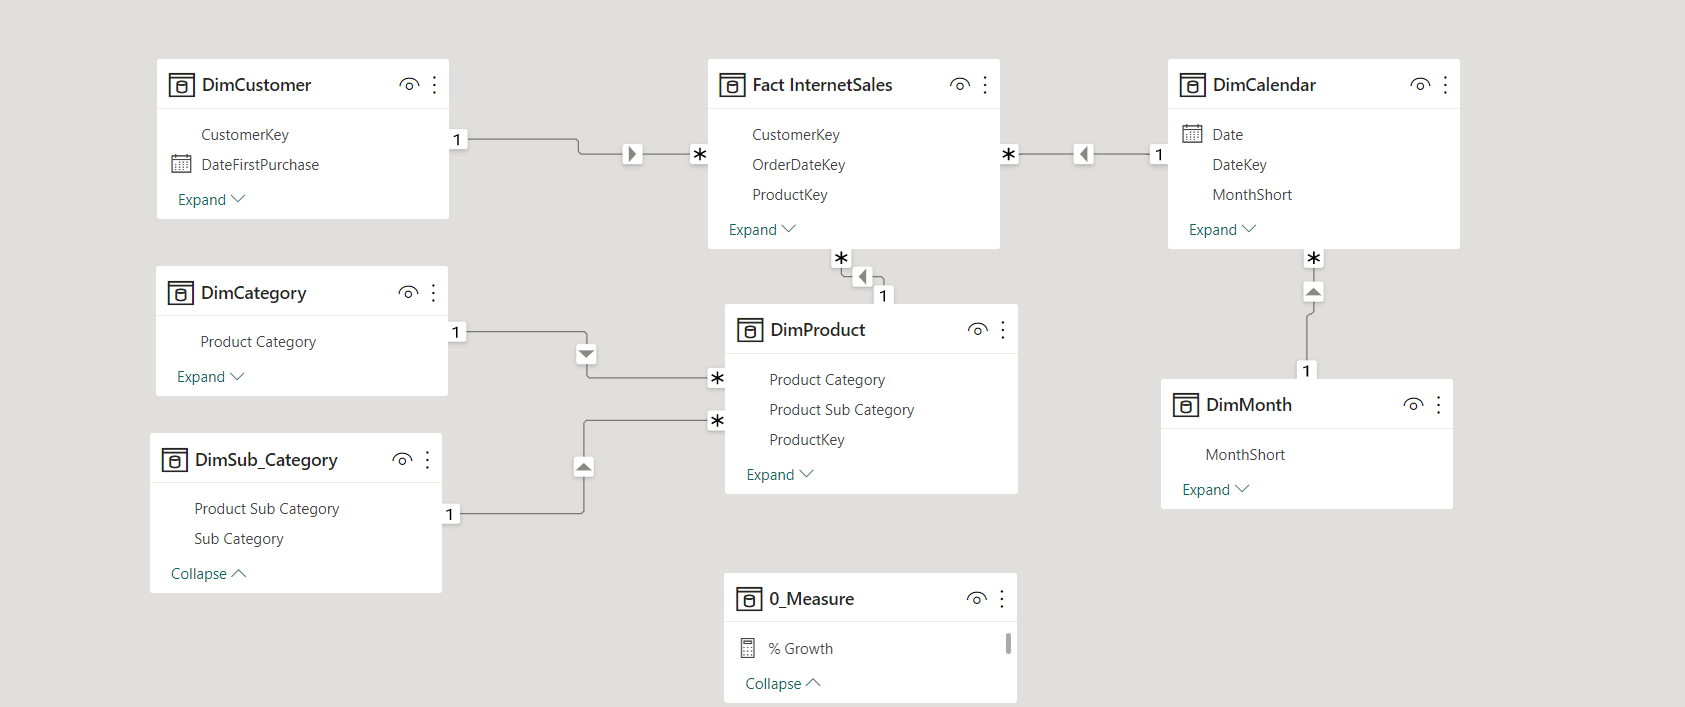 DimCustomer
CustomerKey
DateFirstPurchase
Expand
1
*
Fact InternetSales
CustomerKey
OrderDateKey
ProductKey
Expand
*
1
DimCalendar
Date
DateKey
MonthShort
Expand
*
1
*
1
DimCategory
Product Category
Expand
1
*
DimProduct
Product Category
Product Sub Category
ProductKey
Expand
*
DimMonth
MonthShort
Expand
DimSub_Category
Product Sub Category
Sub Category
Collapse
1
0_Measure
% Growth
Collapse